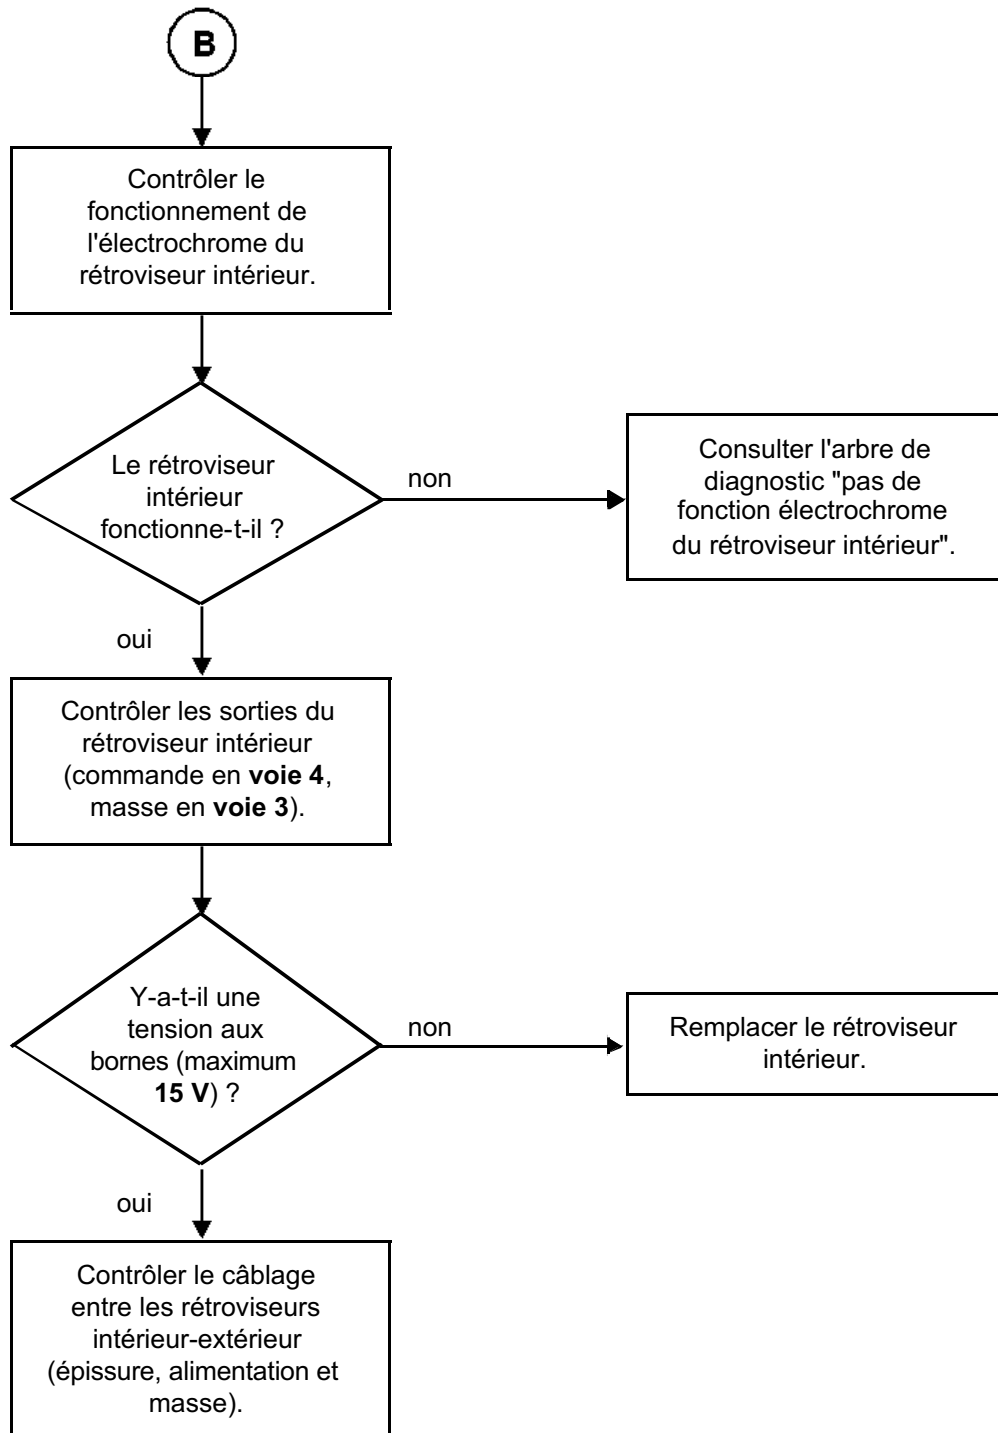 B
Contrôler le
fonctionnement de
l'électrochrome du
rétroviseur intérieur.
Le rétroviseur
intérieur
fonctionne-t-il ?
non
Consulter l'arbre de
diagnostic "pas de
fonction électrochrome
du rétroviseur intérieur".
oui
Contrôler les sorties du
rétroviseur intérieur
(commande en voie 4,
masse en voie 3).
Y-a-t-il une
tension aux
bornes (maximum
15 V) ?
non
Remplacer le rétroviseur
intérieur.
oui
Contrôler le câblage
entre les rétroviseurs
intérieur-extérieur
(épissure, alimentation et
masse).